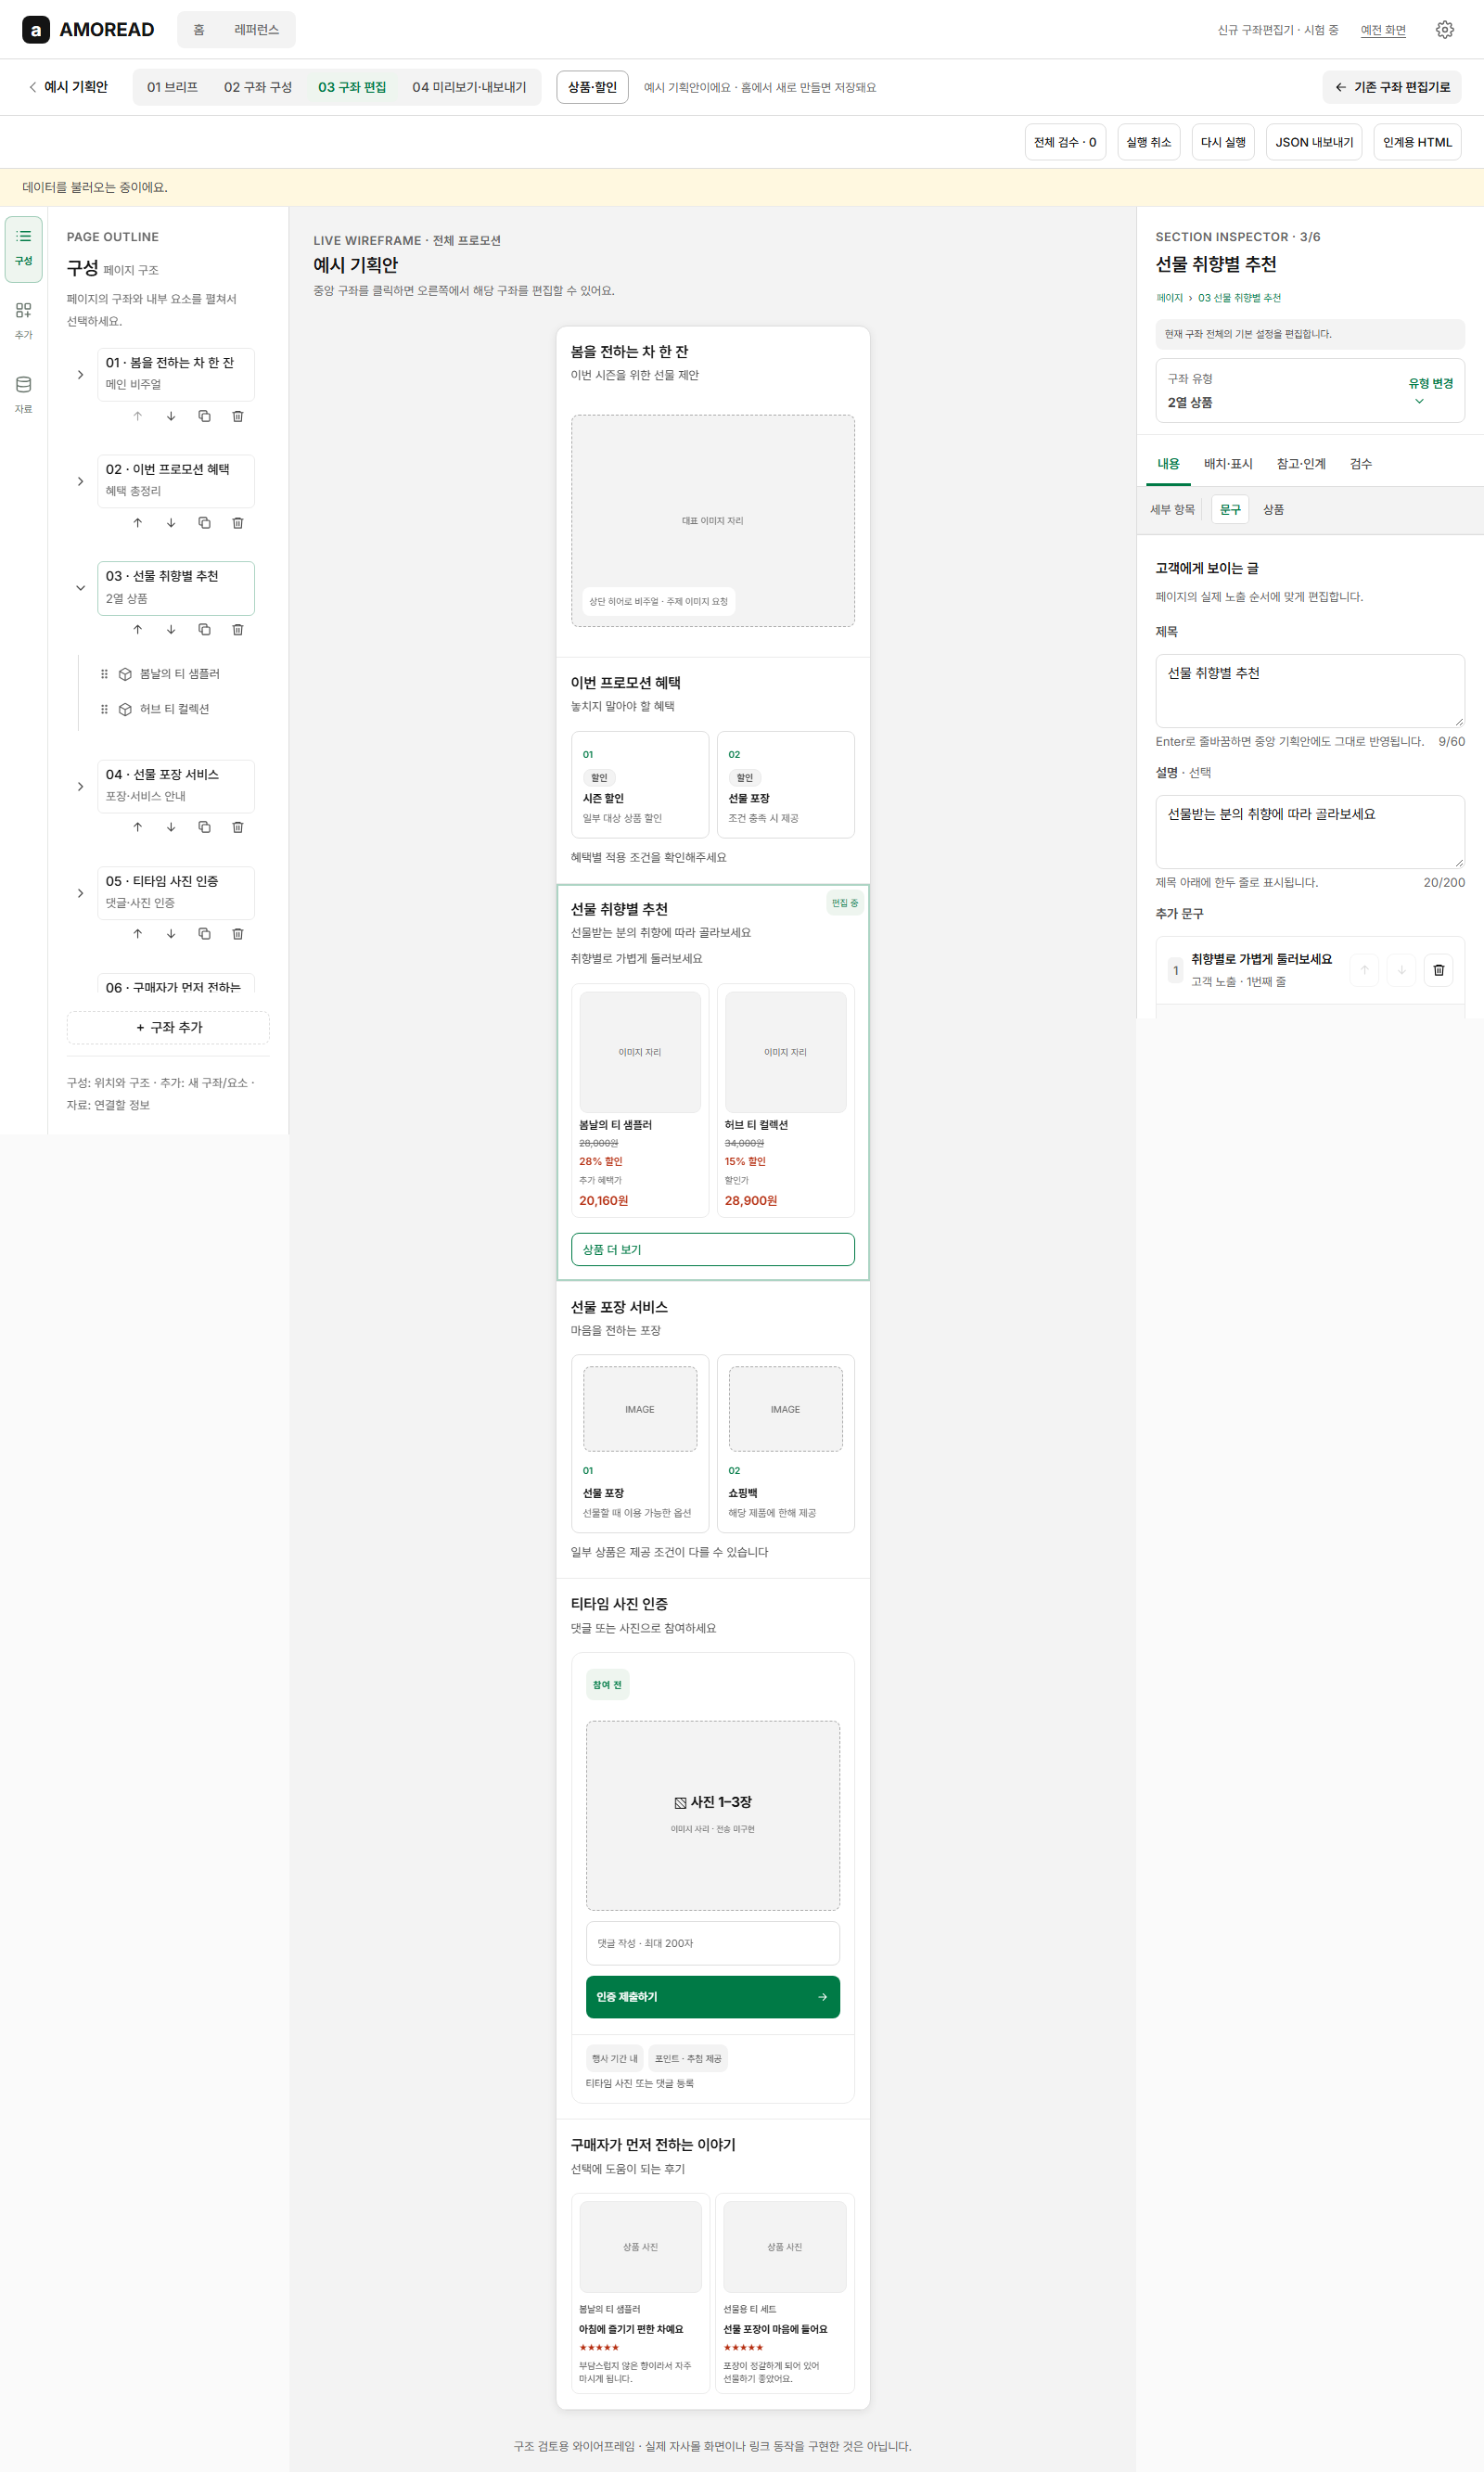 a AMOREAD
홈
레퍼런스
신규 구좌편집기 · 시험 중
예전 화면
예시 기획안
01 브리프
02 구좌 구성
03 구좌 편집
04 미리보기·내보내기
상품·할인
예시 기획안이에요 · 홈에서 새로 만들면 저장돼요
← 기존 구좌 편집기로
전체 검수 · 0
실행 취소
다시 실행
JSON 내보내기
인계용 HTML
데이터를 불러오는 중이에요.
구성
추가
자료
PAGE OUTLINE
구성 페이지 구조
페이지의 구좌와 내부 요소를 펼쳐서
선택하세요.
01 · 봄을 전하는 차 한 잔
메인 비주얼
02 · 이번 프로모션 혜택
혜택 총정리
03 · 선물 취향별 추천
2열 상품
봄날의 티 샘플러
허브 티 컬렉션
04 · 선물 포장 서비스
포장·서비스 안내
05 · 티타임 사진 인증
댓글·사진 인증
06 · 구매자가 먼저 전하는
+ 구좌 추가
구성: 위치와 구조 · 추가: 새 구좌/요소 ·
자료: 연결할 정보
LIVE WIREFRAME · 전체 프로모션
예시 기획안
중앙 구좌를 클릭하면 오른쪽에서 해당 구좌를 편집할 수 있어요.
봄을 전하는 차 한 잔
이번 시즌을 위한 선물 제안
대표 이미지 자리
상단 히어로 비주얼 · 주제 이미지 요청
이번 프로모션 혜택
놓치지 말아야 할 혜택
01
할인
시즌 할인
일부 대상 상품 할인
02
할인
선물 포장
조건 충족 시 제공
혜택별 적용 조건을 확인해주세요
편집 중
선물 취향별 추천
선물받는 분의 취향에 따라 골라보세요
취향별로 가볍게 둘러보세요
이미지 자리
봄날의 티 샘플러
28,000원
28% 할인
추가 혜택가
20,160원
이미지 자리
허브 티 컬렉션
34,000원
15% 할인
할인가
28,900원
상품 더 보기
선물 포장 서비스
마음을 전하는 포장
IMAGE
01
선물 포장
선물할 때 이용 가능한 옵션
IMAGE
02
쇼핑백
해당 제품에 한해 제공
일부 상품은 제공 조건이 다를 수 있습니다
티타임 사진 인증
댓글 또는 사진으로 참여하세요
참여 전
사진 1–3장
이미지 자리 · 전송 미구현
댓글 작성 · 최대 200자
인증 제출하기 →
행사 기간 내
포인트 · 추첨 제공
티타임 사진 또는 댓글 등록
구매자가 먼저 전하는 이야기
선택에 도움이 되는 후기
상품 사진
봄날의 티 샘플러
아침에 즐기기 편한 차예요
★★★★★
부담스럽지 않은 향이라서 자주
마시게 됩니다.
상품 사진
선물용 티 세트
선물 포장이 마음에 들어요
★★★★★
포장이 정갈하게 되어 있어
선물하기 좋았어요.
구조 검토용 와이어프레임 · 실제 자사몰 화면이나 링크 동작을 구현한 것은 아닙니다.
SECTION INSPECTOR · 3/6
선물 취향별 추천
페이지 › 03 선물 취향별 추천
현재 구좌 전체의 기본 설정을 편집합니다.
구좌 유형
2열 상품
유형 변경
내용
배치·표시
참고·인계
검수
세부 항목
문구
상품
고객에게 보이는 글
페이지의 실제 노출 순서에 맞게 편집합니다.
제목
선물 취향별 추천
Enter로 줄바꿈하면 중앙 기획안에도 그대로 반영됩니다. 9/60
설명 · 선택
선물받는 분의 취향에 따라 골라보세요
제목 아래에 한두 줄로 표시됩니다. 20/200
추가 문구
1
취향별로 가볍게 둘러보세요
고객 노출 · 1번째 줄